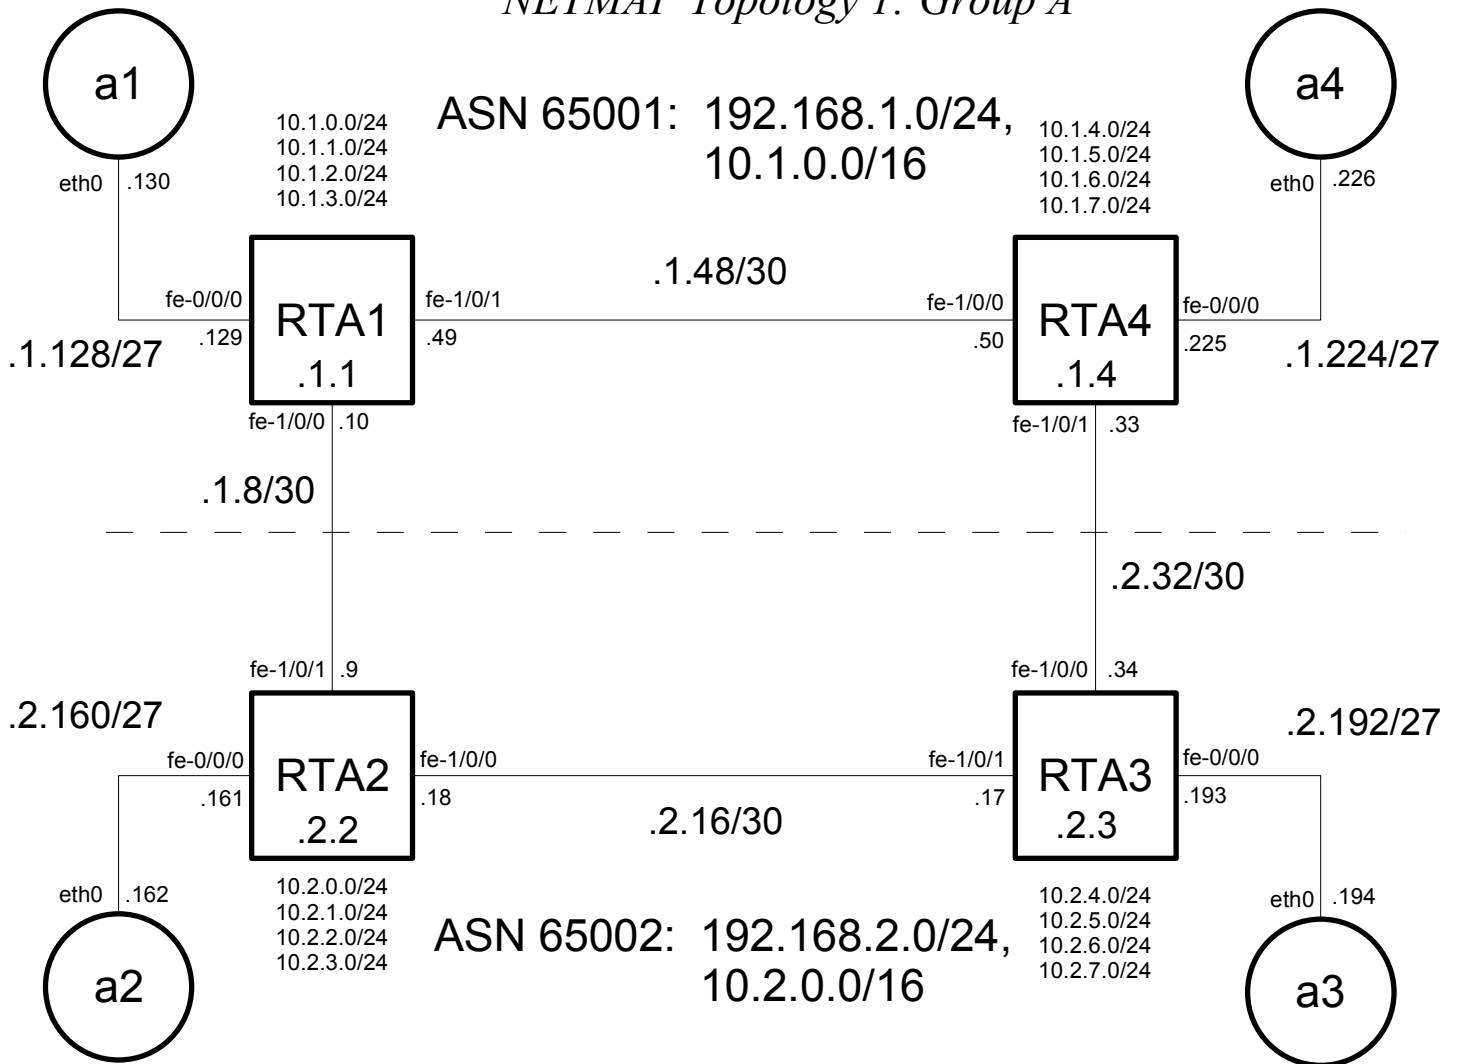 NETMAT Topology 1: Group A
a1
a4
10.1.0.0/24
10.1.1.0/24
10.1.2.0/24
10.1.3.0/24
ASN 65001: 192.168.1.0/24,
10.1.0.0/16
10.1.4.0/24
10.1.5.0/24
10.1.6.0/24
10.1.7.0/24
eth0 .130
eth0 .226
.1.48/30
fe-0/0/0
fe-1/0/1
fe-1/0/0
fe-0/0/0
RTA1
RTA4
.129
.49
.50
.225
.1.128/27
.1.1
.1.4
.1.224/27
fe-1/0/0 .10
fe-1/0/1 .33
.1.8/30
.2.32/30
fe-1/0/1 .9
fe-1/0/0 .34
.2.160/27
.2.192/27
fe-0/0/0
fe-1/0/0
fe-1/0/1
fe-0/0/0
RTA2
RTA3
.161
.18
.17
.193
.2.2
.2.16/30
.2.3
eth0 .162
eth0 .194
10.2.0.0/24
10.2.1.0/24
10.2.2.0/24
10.2.3.0/24
ASN 65002: 192.168.2.0/24,
10.2.0.0/16
10.2.4.0/24
10.2.5.0/24
10.2.6.0/24
10.2.7.0/24
a2
a3